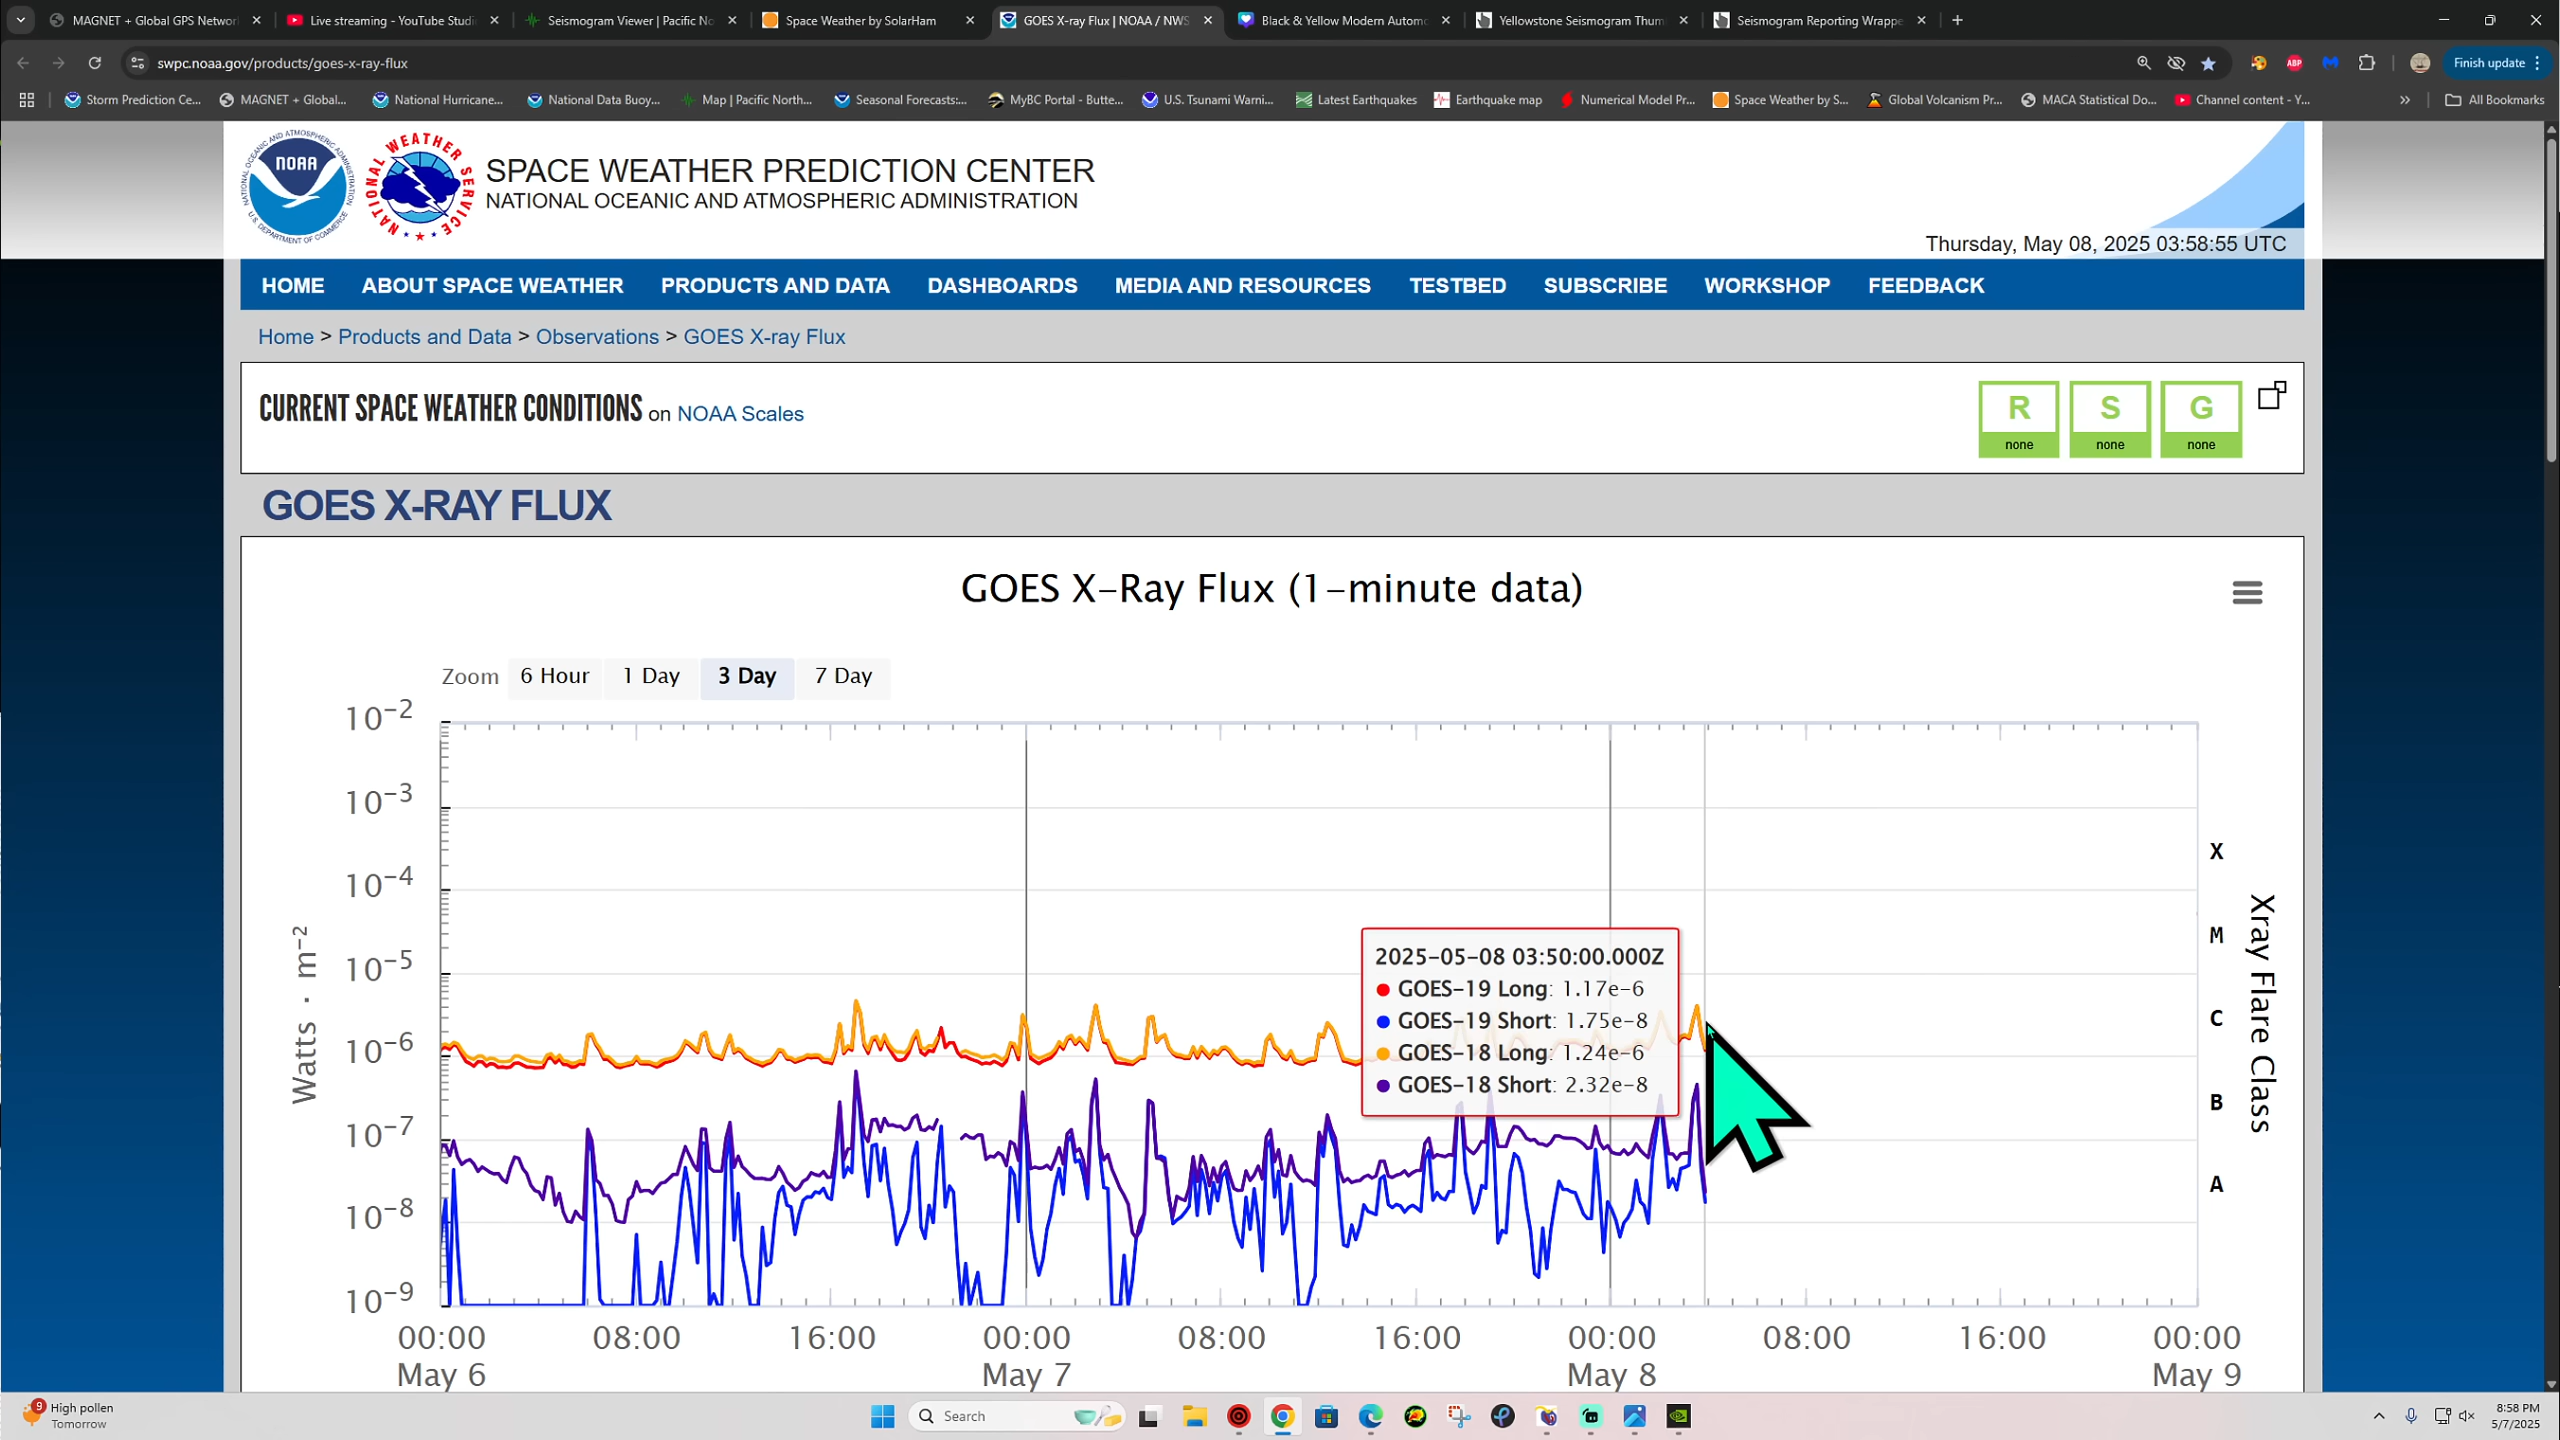 MAGNET + Global GPS Networ
Live streaming - YouTube Studi
Seismogram Viewer | Pacific No
Space Weather by SolarHam
GOES X-ray Flux | NOAA / NWS
Black & Yellow Modern Automo
Yellowstone Seismogram Thum
Seismogram Reporting Wrappe
swpc.noaa.gov/products/goes-x-ray-flux
ABP
Finish update
Storm Prediction Ce...
MAGNET + Global...
National Hurricane...
National Data Buoy...
Map | Pacific North...
Seasonal Forecasts:...
MyBC Portal - Butte...
U.S. Tsunami Warni...
Latest Earthquakes
Earthquake map
Numerical Model Pr...
Space Weather by S...
Global Volcanism Pr...
MACA Statistical Do...
Channel content - Y...
All Bookmarks
NATIONAL OCEANIC AND ATMOSPHERIC ADMINISTRATION
NOAA
U.S. DEPARTMENT OF COMMERCE
NATIONAL WEATHER SERVICE
SPACE WEATHER PREDICTION CENTER
NATIONAL OCEANIC AND ATMOSPHERIC ADMINISTRATION
Thursday, May 08, 2025 03:58:55 UTC
HOME ABOUT SPACE WEATHER PRODUCTS AND DATA DASHBOARDS MEDIA AND RESOURCES TESTBED SUBSCRIBE WORKSHOP FEEDBACK
Home > Products and Data > Observations > GOES X-ray Flux
CURRENT SPACE WEATHER CONDITIONS on NOAA Scales
R S G
none none none
GOES X-RAY FLUX
GOES X-Ray Flux (1-minute data)
Zoom 6 Hour 1 Day 3 Day 7 Day
10⁻²
10⁻³
10⁻⁴
10⁻⁵
10⁻⁶
10⁻⁷
10⁻⁸
10⁻⁹
Watts · m⁻²
2025-05-08 03:50:00.000Z
GOES-19 Long: 1.17e-6
GOES-19 Short: 1.75e-8
GOES-18 Long: 1.24e-6
GOES-18 Short: 2.32e-8
X
M
C
B
A
Xray Flare Class
00:00 08:00 16:00 00:00 08:00 16:00 00:00 08:00 16:00 00:00
May 6 May 7 May 8 May 9
9
High pollen
Tomorrow
Search
8:58 PM
5/7/2025